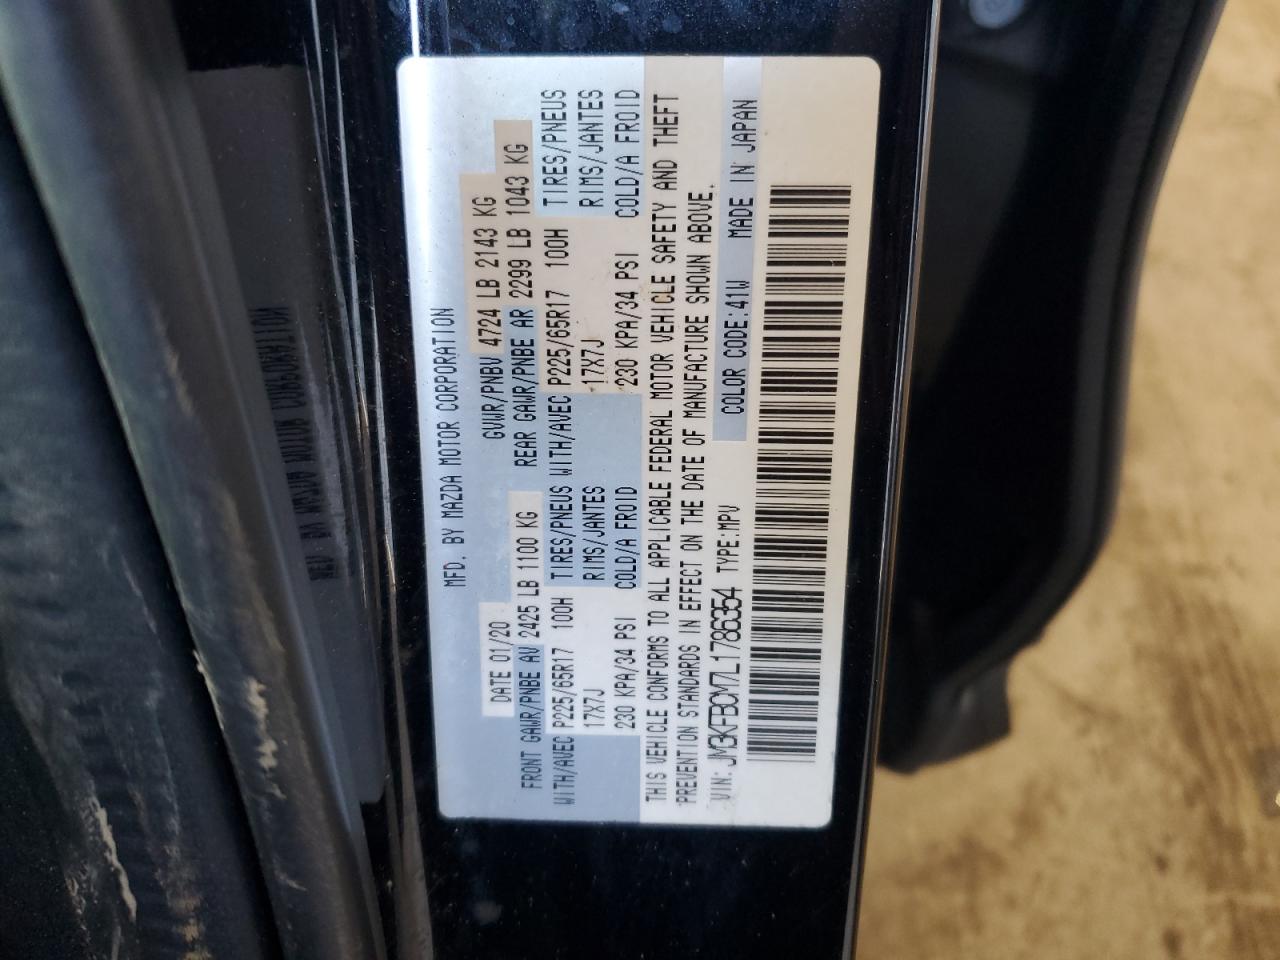 MFD. BY MAZDA MOTOR CORPORATION
DATE 01/20 GVWR/PNBV 4724 LB 2143 KG
FRONT GAWR/PNBE AV 2425 LB 1100 KG REAR GAWR/PNBE AR 2299 LB 1043 KG
WITH/AVEC P225/65R17 100H TIRES/PNEUS WITH/AVEC P225/65R17 100H TIRES/PNEUS
17X7J RIMS/JANTES 17X7J RIMS/JANTES
230 KPA/34 PSI COLD/A FROID 230 KPA/34 PSI COLD/A FROID
THIS VEHICLE CONFORMS TO ALL APPLICABLE FEDERAL MOTOR VEHICLE SAFETY AND THEFT
PREVENTION STANDARDS IN EFFECT ON THE DATE OF MANUFACTURE SHOWN ABOVE.
VIN: JM3KFBCM7L1786354 TYPE:MPV COLOR CODE:41W MADE IN JAPAN